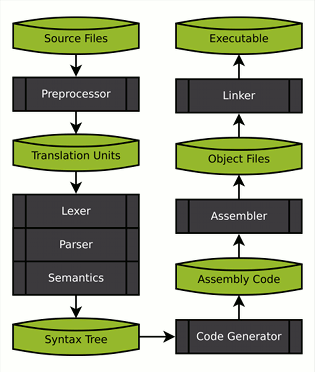 Source Files
Preprocessor
Translation Units
Lexer
Parser
Semantics
Syntax Tree
Code Generator
Assembly Code
Assembler
Object Files
Linker
Executable